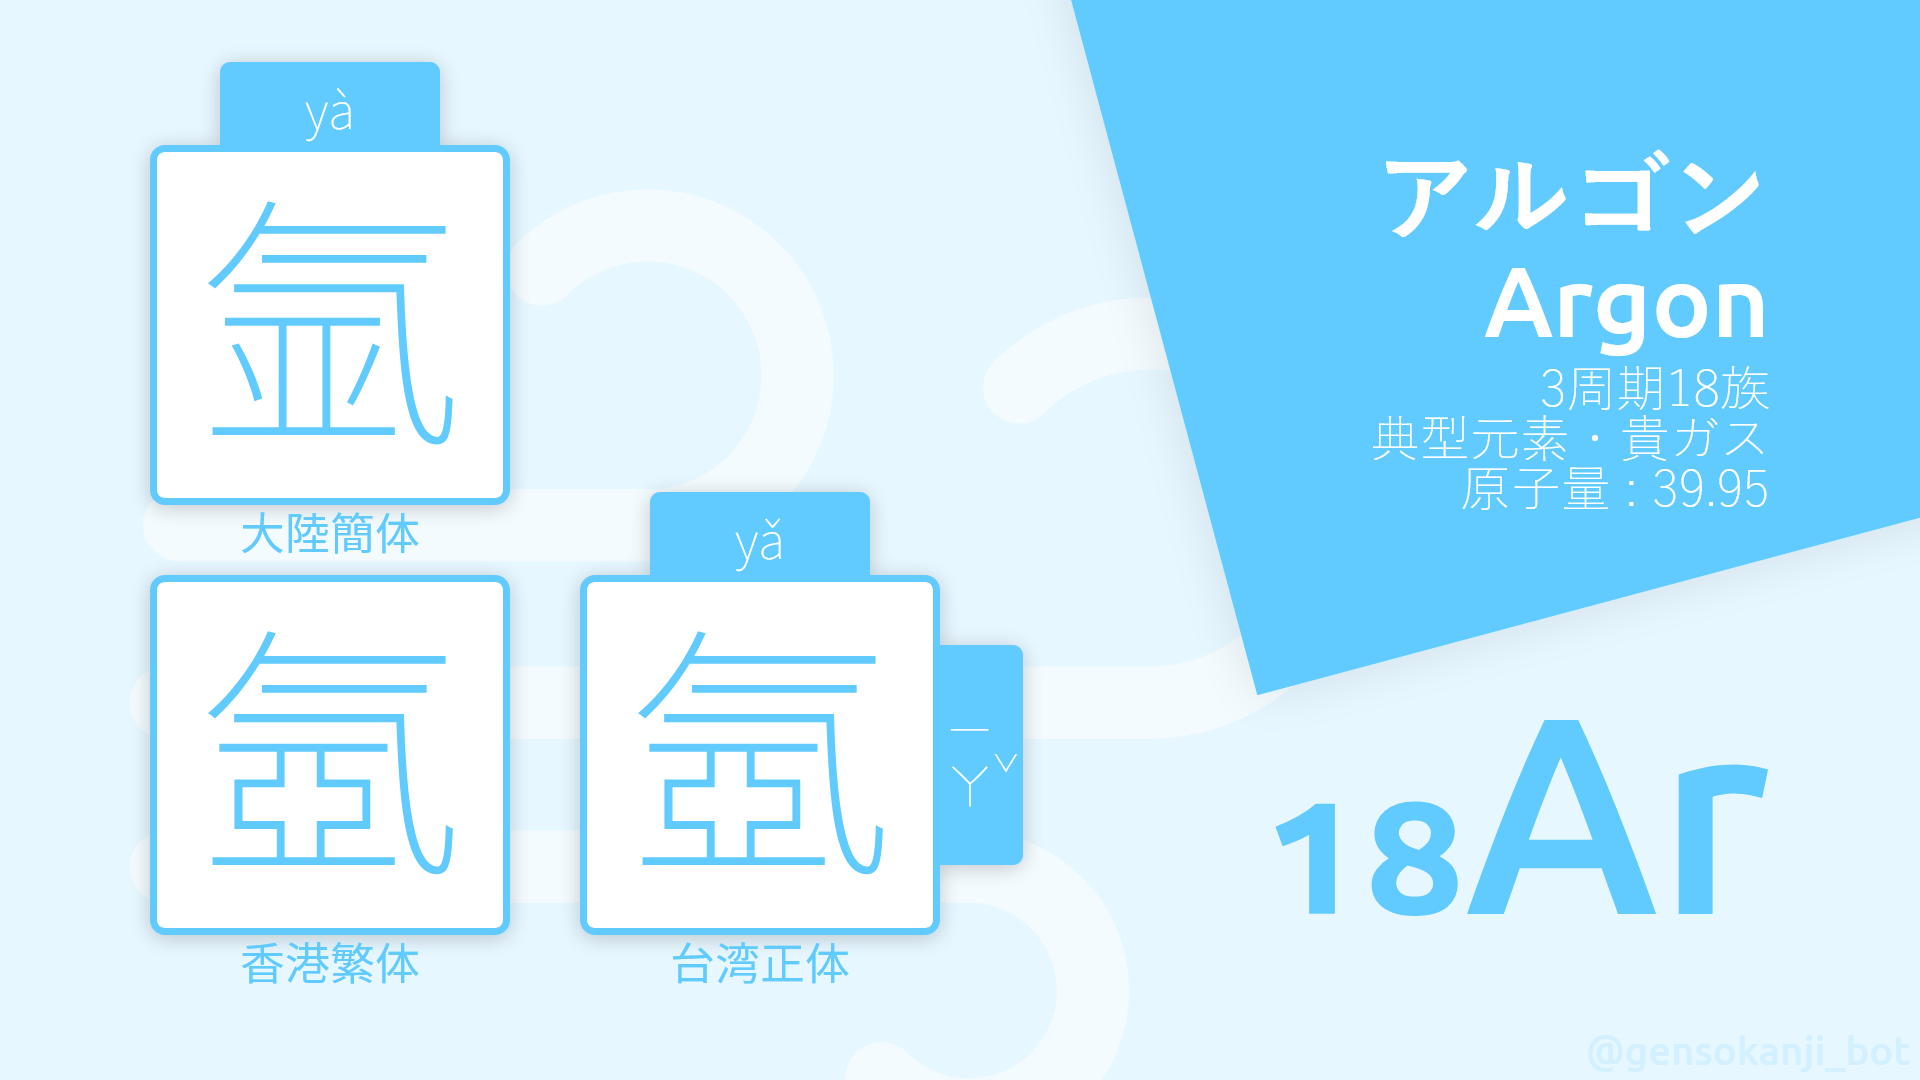 yà
氩
大陸簡体
氬
香港繁体
yǎ
氬
ㄧㄚˇ
台湾正体
アルゴン
Argon
3周期18族
典型元素・貴ガス
原子量：39.95
18Ar
@gensokanji_bot